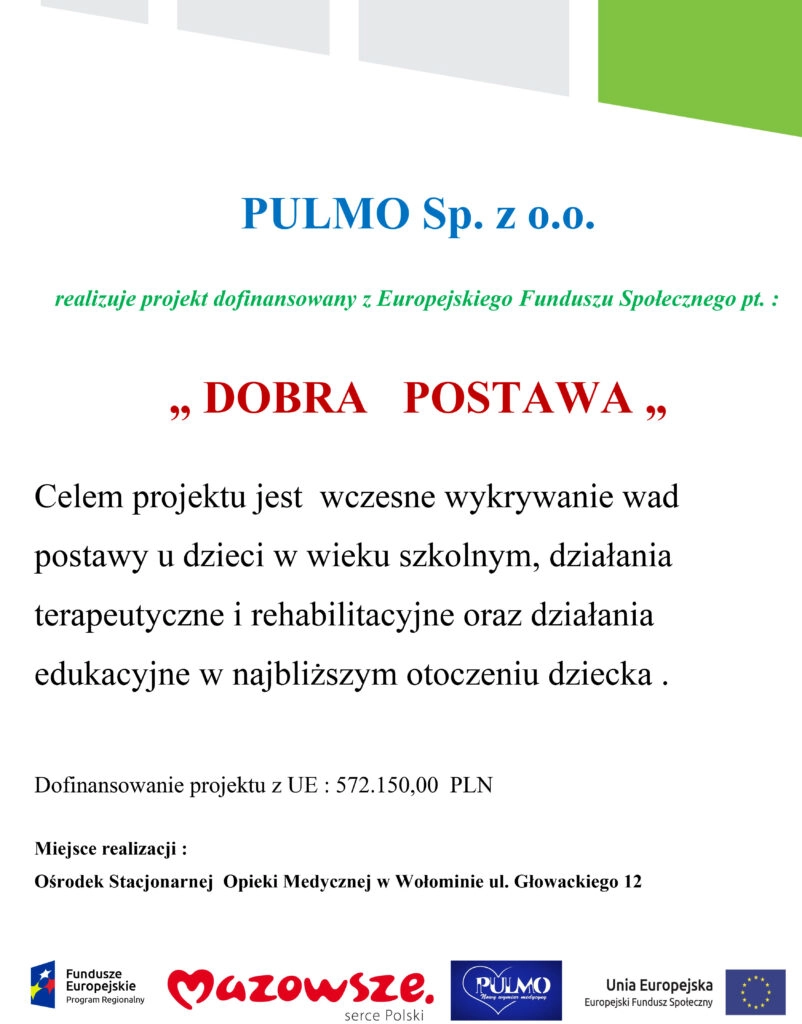 PULMO Sp. z o.o.
realizuje projekt dofinansowany z Europejskiego Funduszu Społecznego pt. :
„ DOBRA POSTAWA „
Celem projektu jest wczesne wykrywanie wad
postawy u dzieci w wieku szkolnym, działania
terapeutyczne i rehabilitacyjne oraz działania
edukacyjne w najbliższym otoczeniu dziecka .
Dofinansowanie projektu z UE : 572.150,00 PLN
Miejsce realizacji :
Ośrodek Stacjonarnej Opieki Medycznej w Wołominie ul. Głowackiego 12
Fundusze
Europejskie
Program Regionalny
Mazowsze.
serce Polski
PULMO
Nowy wymiar medycyny
Unia Europejska
Europejski Fundusz Społeczny